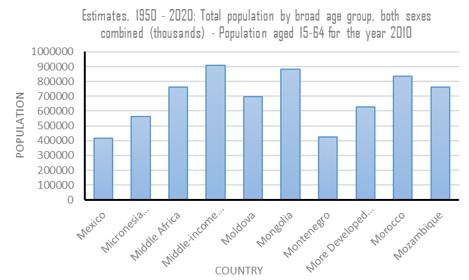 Estimates, 1950 - 2020: Total population by broad age group, both sexes
combined (thousands) - Population aged 15-64 for the year 2010
1000000
900000
800000
700000
600000
500000
400000
300000
200000
100000
0
POPULATION
Mexico
Micronesia...
Middle Africa
Middle-income...
Moldova
Mongolia
Montenegro
More Developed...
Morocco
Mozambique
COUNTRY